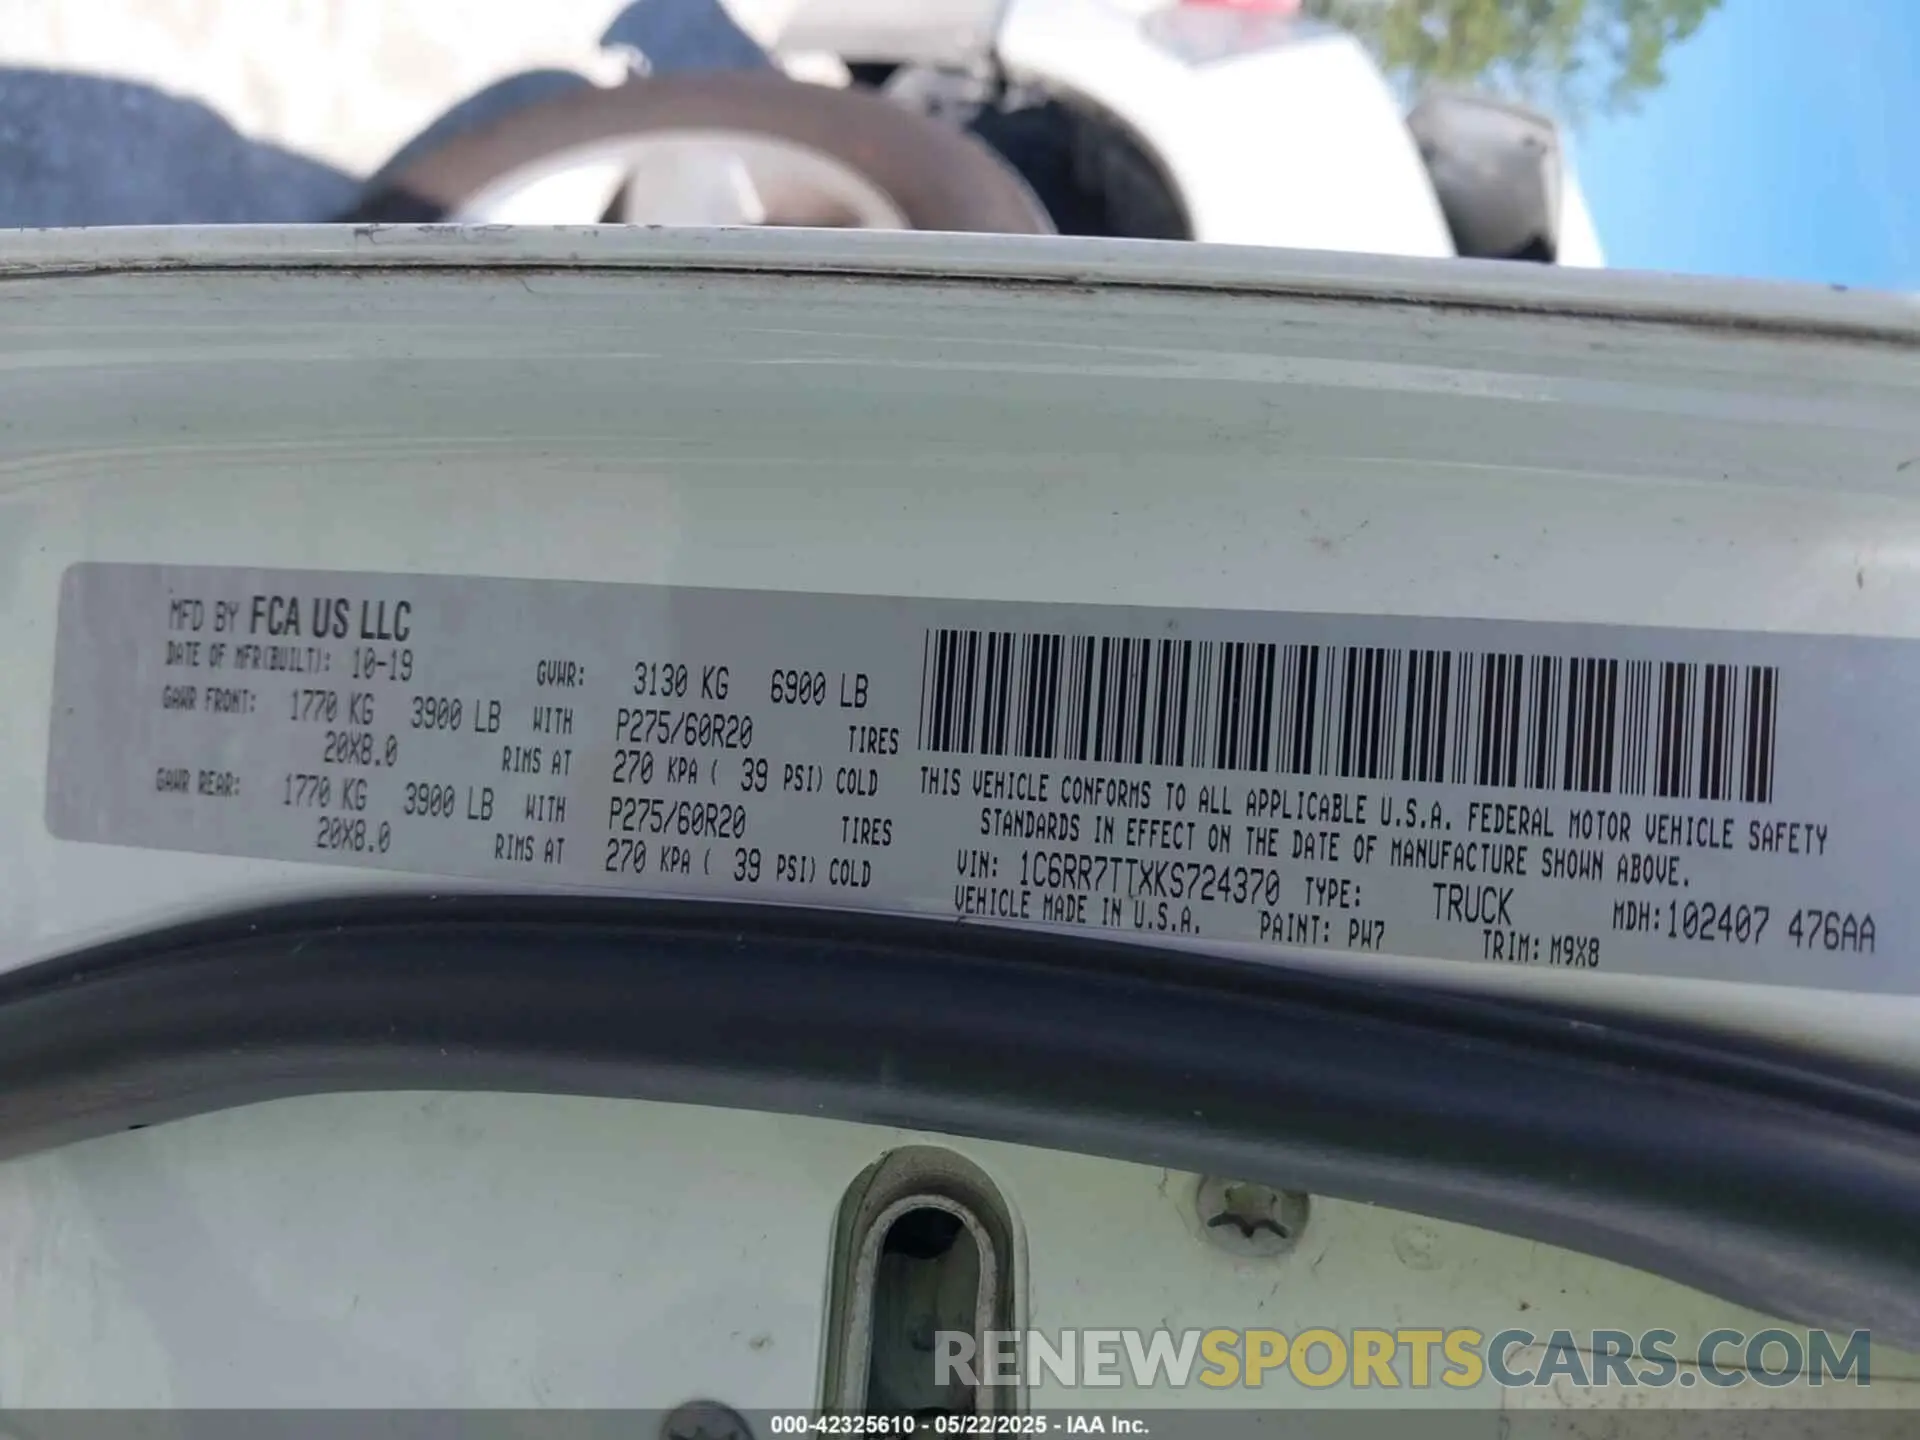 MFD BY FCA US LLC
DATE OF MFR(BUILT): 10-19 GVWR: 3130 KG 6900 LB
GAWR FRONT: 1770 KG 3900 LB WITH P275/60R20 TIRES
20X8.0 RIMS AT 270 KPA ( 39 PSI) COLD
GAWR REAR: 1770 KG 3900 LB WITH P275/60R20 TIRES
20X8.0 RIMS AT 270 KPA ( 39 PSI) COLD
THIS VEHICLE CONFORMS TO ALL APPLICABLE U.S.A. FEDERAL MOTOR VEHICLE SAFETY
STANDARDS IN EFFECT ON THE DATE OF MANUFACTURE SHOWN ABOVE.
VIN: 1C6RR7TTXKS724370 TYPE: TRUCK MDH:102407 476AA
VEHICLE MADE IN U.S.A. PAINT: PW7 TRIM: M9X8
RENEWSPORTSCARS.COM
000-42325610 - 05/22/2025 - IAA Inc.